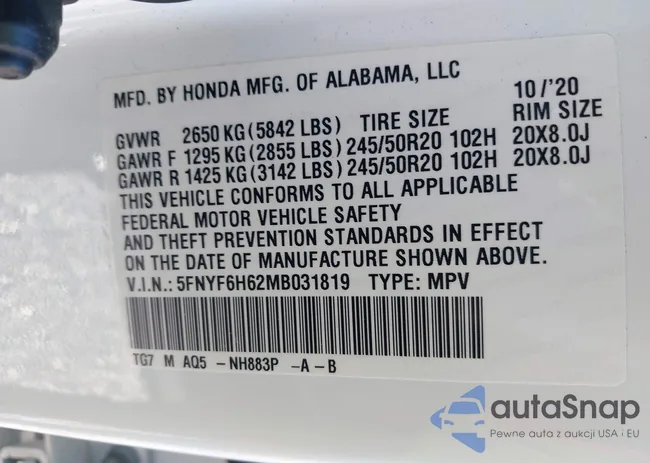 MFD. BY HONDA MFG. OF ALABAMA, LLC 10/'20
GVWR 2650 KG (5842 LBS) TIRE SIZE RIM SIZE
GAWR F 1295 KG (2855 LBS) 245/50R20 102H 20X8.0J
GAWR R 1425 KG (3142 LBS) 245/50R20 102H 20X8.0J
THIS VEHICLE CONFORMS TO ALL APPLICABLE
FEDERAL MOTOR VEHICLE SAFETY
AND THEFT PREVENTION STANDARDS IN EFFECT
ON THE DATE OF MANUFACTURE SHOWN ABOVE.
V.I.N.: 5FNYF6H62MB031819 TYPE: MPV
TG7 M AQ5 -NH883P -A-B
autaSnap
Pewne auta z aukcji USA i EU